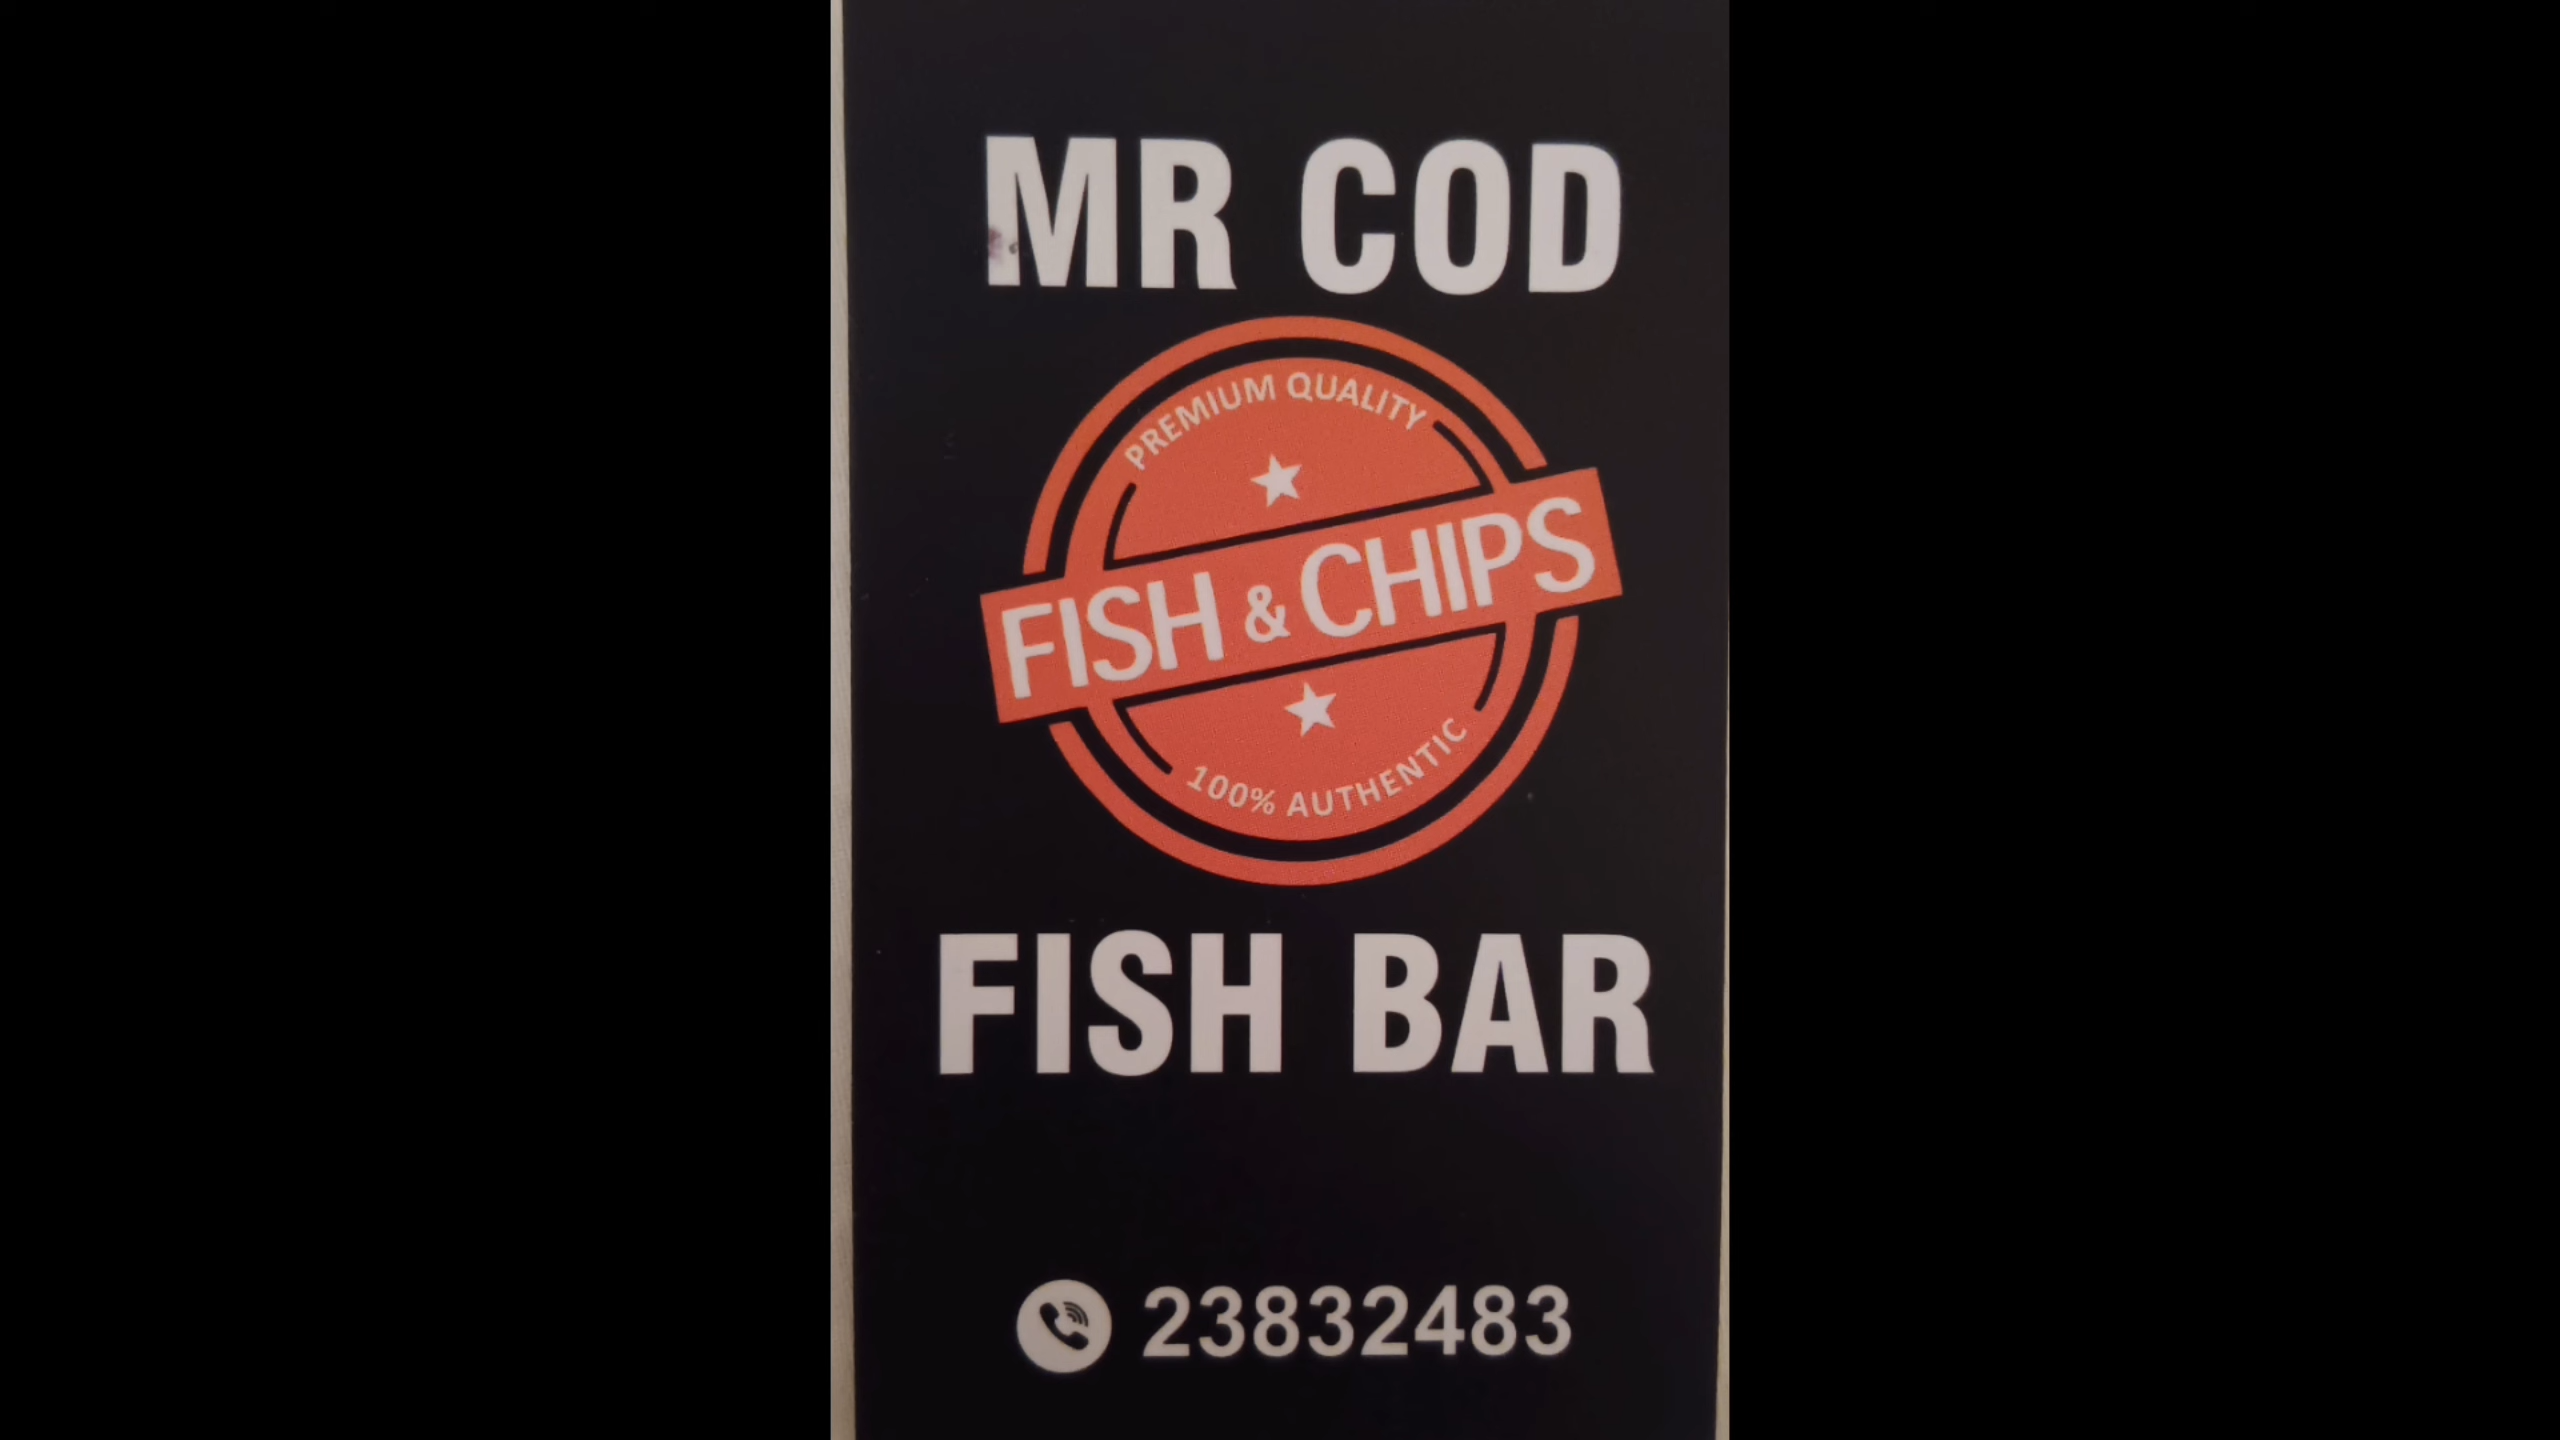 MR COD
PREMIUM QUALITY
FISH & CHIPS
100% AUTHENTIC
FISH BAR
23832483